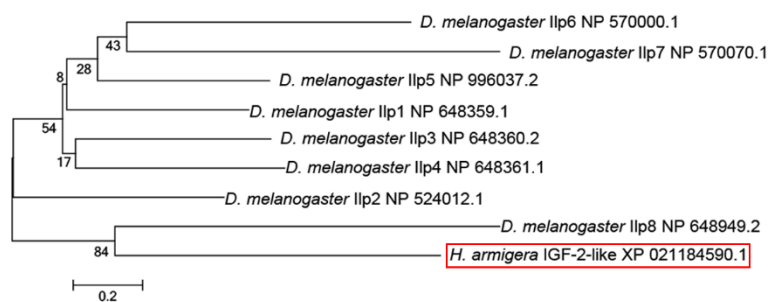 D. melanogaster Ilp6 NP 570000.1
43
D. melanogaster Ilp7 NP 570070.1
28
8
D. melanogaster Ilp5 NP 996037.2
D. melanogaster Ilp1 NP 648359.1
54
D. melanogaster Ilp3 NP 648360.2
17
D. melanogaster Ilp4 NP 648361.1
D. melanogaster Ilp2 NP 524012.1
D. melanogaster Ilp8 NP 648949.2
84
H. armigera IGF-2-like XP 021184590.1
0.2